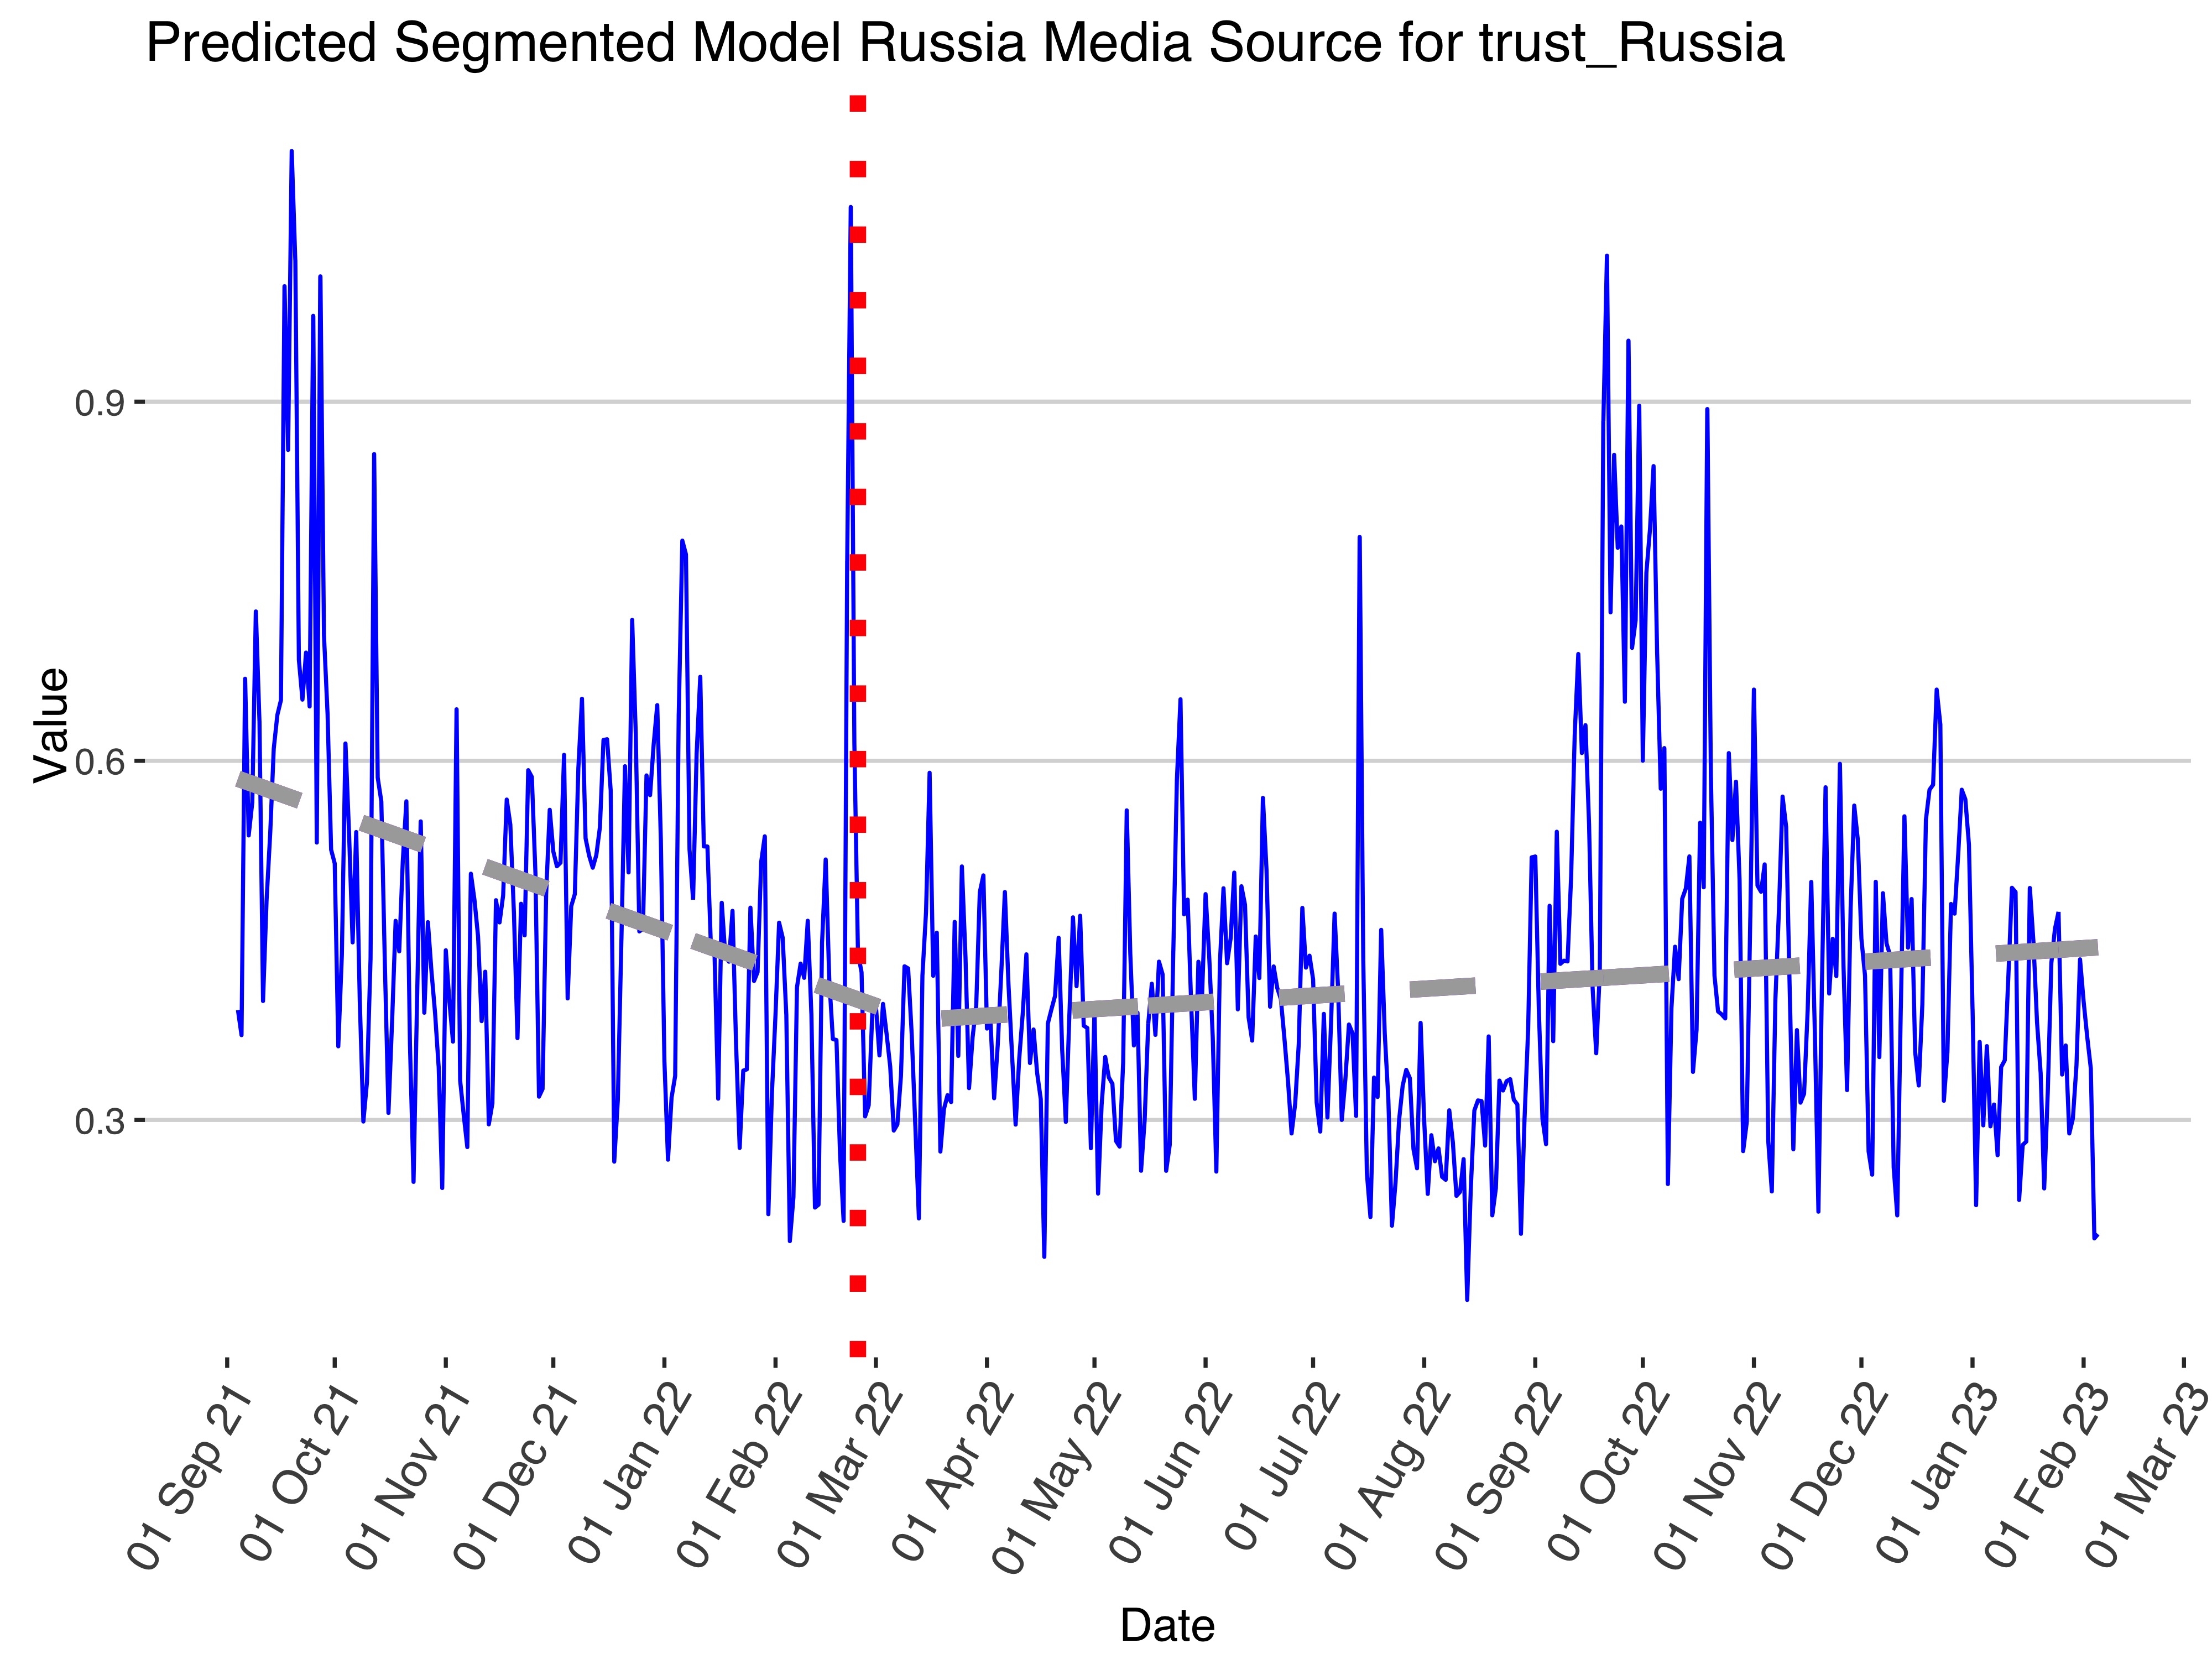 Predicted Segmented Model Russia Media Source for trust_Russia
Value
0.9
0.6
0.3
01 Sep 21
01 Oct 21
01 Nov 21
01 Dec 21
01 Jan 22
01 Feb 22
01 Mar 22
01 Apr 22
01 May 22
01 Jun 22
01 Jul 22
01 Aug 22
01 Sep 22
01 Oct 22
01 Nov 22
01 Dec 22
01 Jan 23
01 Feb 23
01 Mar 23
Date